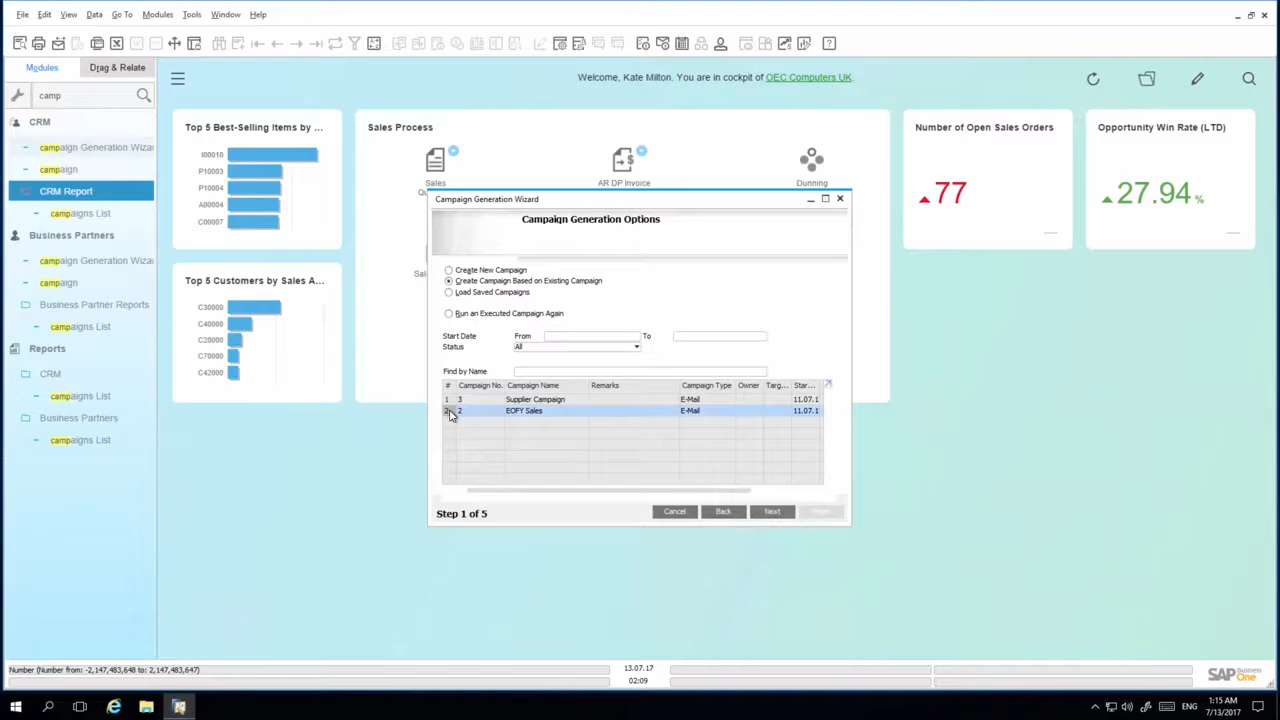 File Edit View Data Go To Modules Tools Window Help
Modules Drag & Relate
Welcome, Kate Milton. You are in cockpit of OEC Computers UK.
camp
CRM
campaign Generation Wizar
campaign
CRM Report
campaigns List
Business Partners
campaign Generation Wizar
campaign
Business Partner Reports
campaigns List
Reports
CRM
campaigns List
Business Partners
campaigns List
Top 5 Best-Selling Items by ...
I00010
P10003
P10004
A00004
C00007
Top 5 Customers by Sales A...
C30000
C40000
C20000
C70000
C42000
Sales Process
Sales
AR DP Invoice
Dunning
Number of Open Sales Orders
77
Opportunity Win Rate (LTD)
27.94 %
Campaign Generation Wizard
Campaign Generation Options
Create New Campaign
Create Campaign Based on Existing Campaign
Load Saved Campaigns
Run an Executed Campaign Again
Start Date From To
Status All
Find by Name
# Campaign No. Campaign Name Remarks Campaign Type Owner Targ... Star...
1 3 Supplier Campaign E-Mail 11.07.1
2 2 EOFY Sales E-Mail 11.07.1
Step 1 of 5
Cancel Back Next
Number (Number from: -2,147,483,648 to: 2,147,483,647)
13.07.17
02:09
SAP Business One
ENG
1:15 AM
7/13/2017